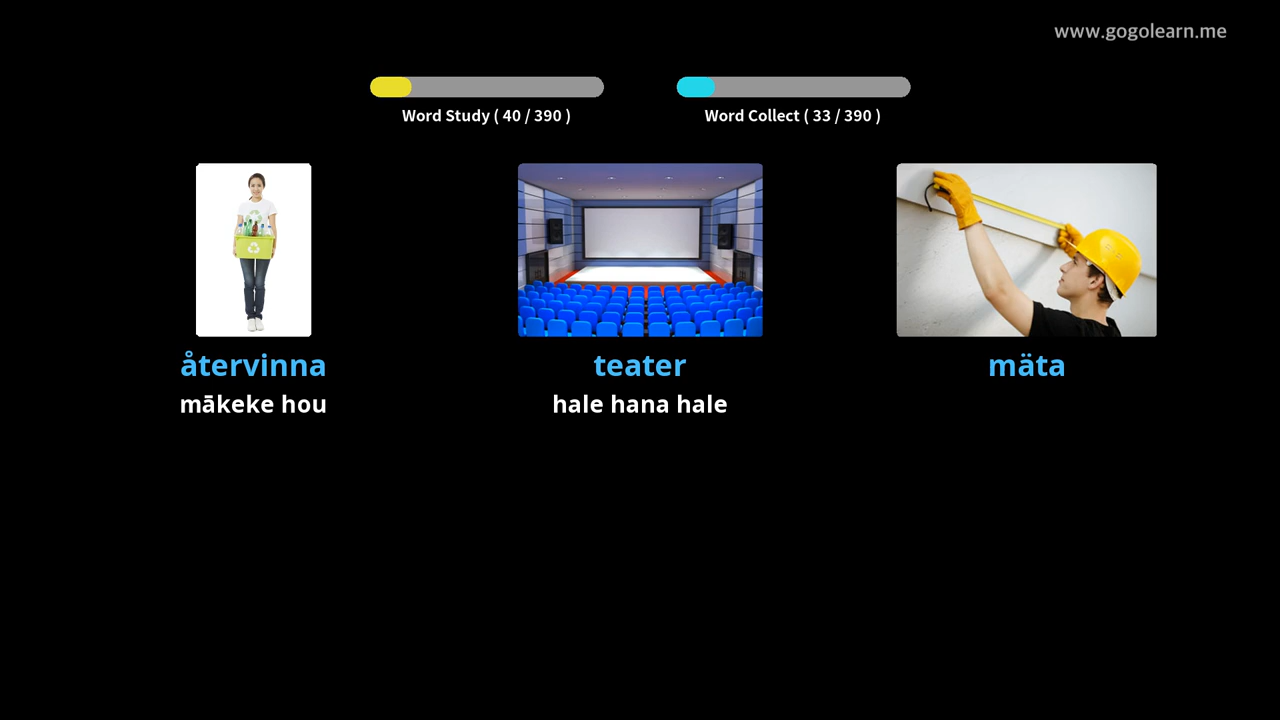 www.gogolearn.me
Word Study ( 40 / 390 )
Word Collect ( 33 / 390 )
återvinna
teater
mäta
mākeke hou
hale hana hale